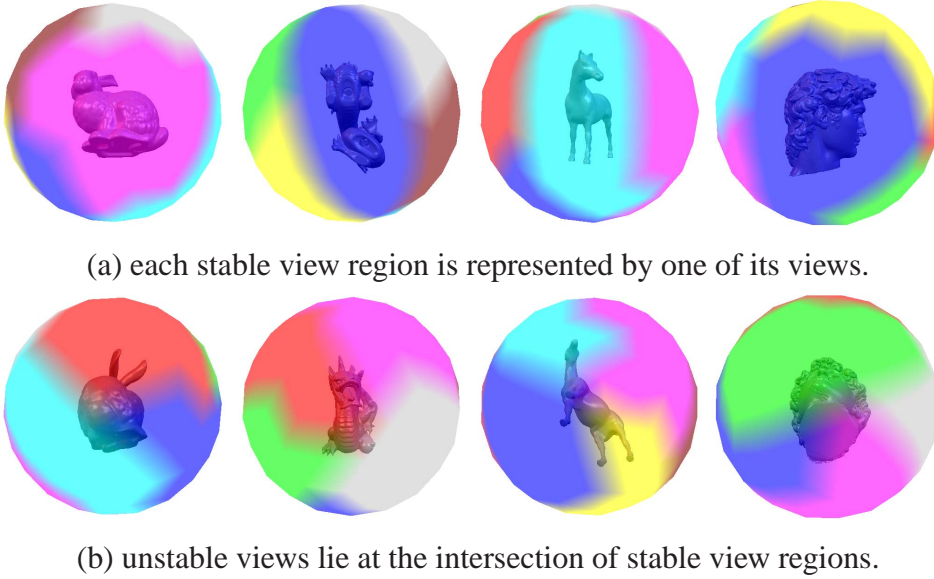 (a) each stable view region is represented by one of its views.
(b) unstable views lie at the intersection of stable view regions.